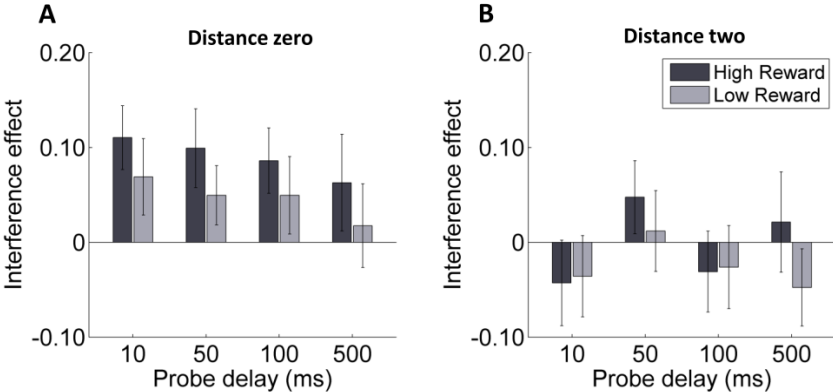 A
Distance zero
Interference effect
0.20
0.10
0
-0.10
10 50 100 500
Probe delay (ms)
B
Distance two
High Reward
Low Reward
Interference effect
0.20
0.10
0
-0.10
10 50 100 500
Probe delay (ms)